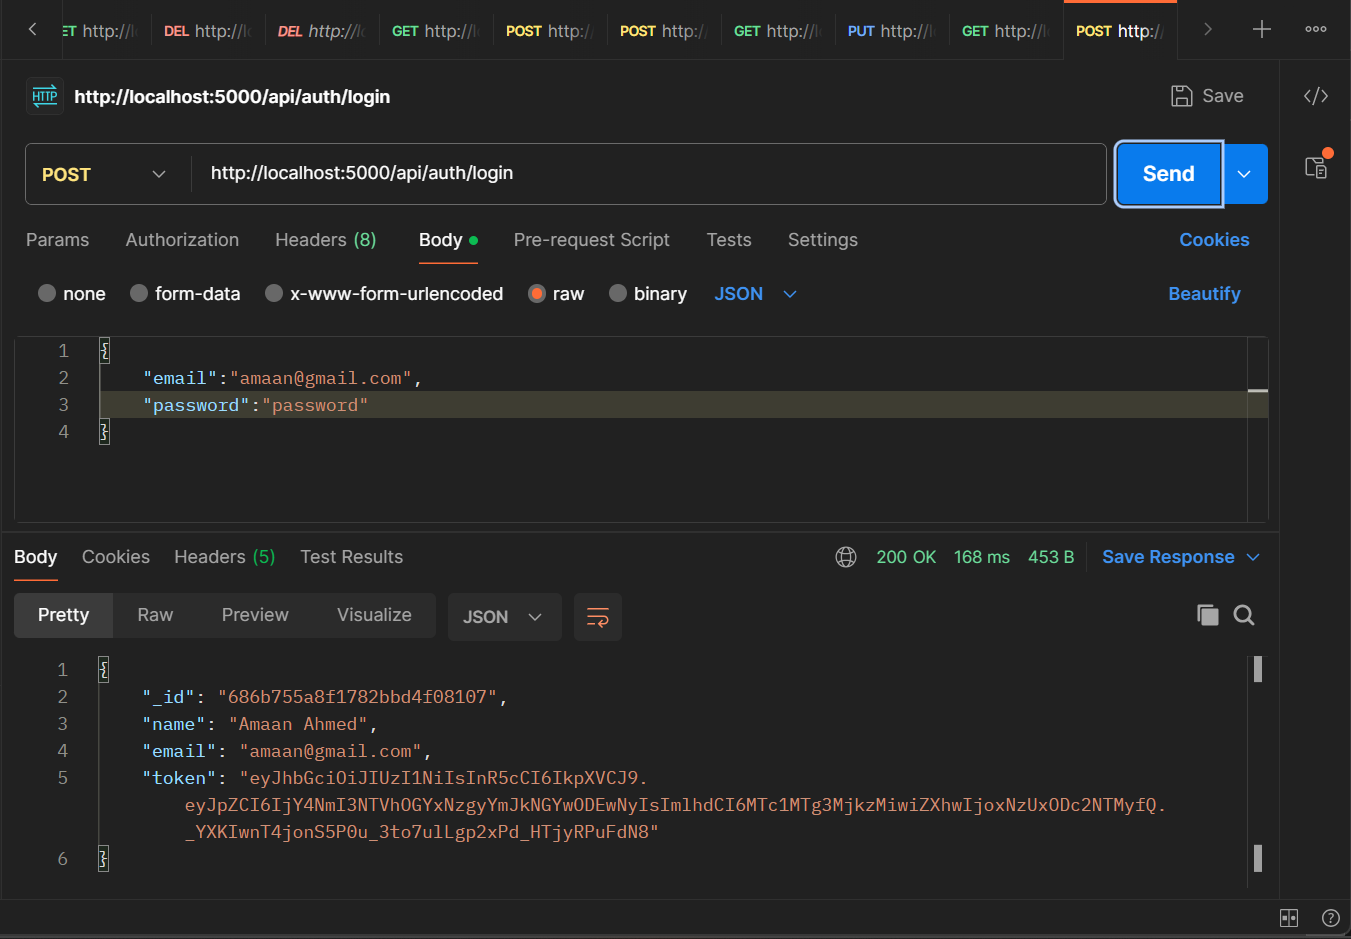 ET http://l
DEL http://lo
DEL http://lo
GET http://l
POST http:/
POST http:/
GET http://l
PUT http://l
GET http://l
POST http:/
HTTP http://localhost:5000/api/auth/login Save
POST http://localhost:5000/api/auth/login Send
Params Authorization Headers (8) Body Pre-request Script Tests Settings Cookies
none form-data x-www-form-urlencoded raw binary JSON Beautify
1 {
2 "email":"amaan@gmail.com",
3 "password":"password"
4 }
Body Cookies Headers (5) Test Results 200 OK 168 ms 453 B Save Response
Pretty Raw Preview Visualize JSON
1 {
2 "_id": "686b755a8f1782bbd4f08107",
3 "name": "Amaan Ahmed",
4 "email": "amaan@gmail.com",
5 "token": "eyJhbGciOiJIUzI1NiIsInR5cCI6IkpXVCJ9.
eyJpZCI6IjY4NmI3NTVhOGYxNzgyYmJkNGYwODEwNyIsImlhdCI6MTc1MTg3MjkzMiwiZXhwIjoxNzUxODc2NTMyfQ.
_YXKIwnT4jonS5P0u_3to7ulLgp2xPd_HTjyRPuFdN8"
6 }